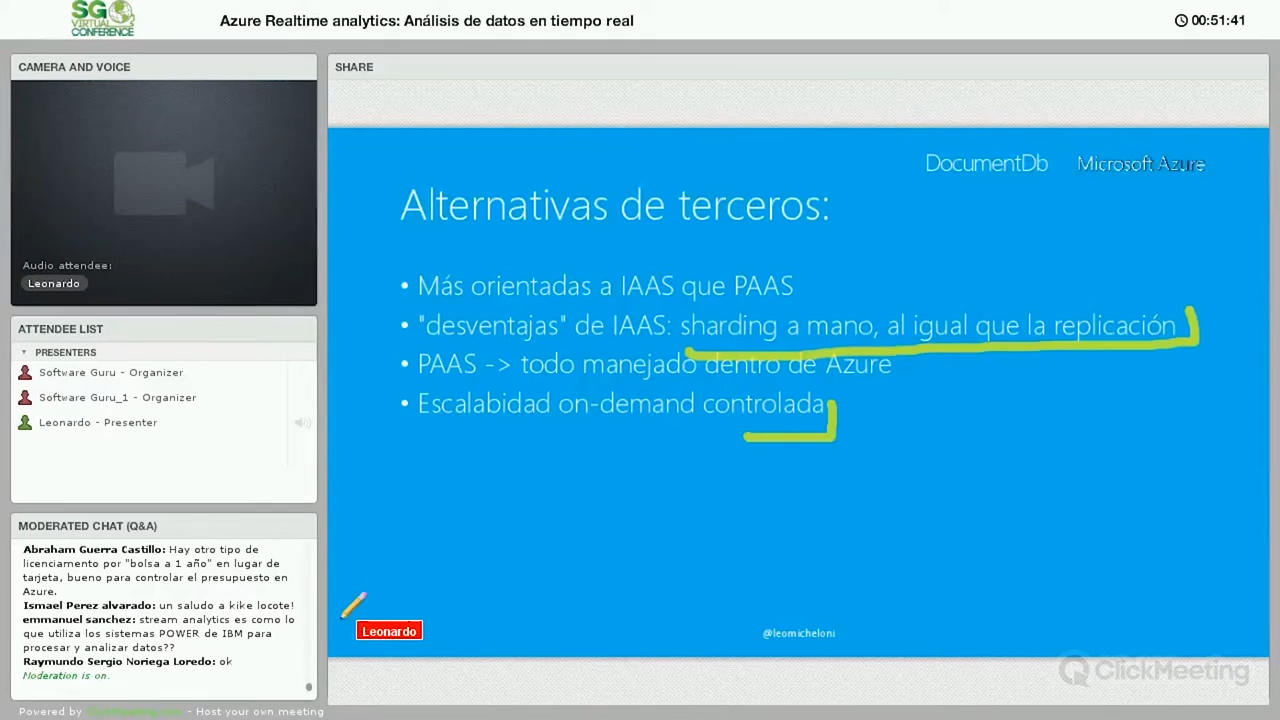 SG
VIRTUAL
CONFERENCE
Azure Realtime analytics: Análisis de datos en tiempo real
00:51:41
CAMERA AND VOICE
Audio attendee:
Leonardo
ATTENDEE LIST
PRESENTERS
Software Guru - Organizer
Software Guru_1 - Organizer
Leonardo - Presenter
MODERATED CHAT (Q&A)
Abraham Guerra Castillo: Hay otro tipo de
licenciamiento por "bolsa a 1 año" en lugar de
tarjeta, bueno para controlar el presupuesto en
Azure.
Ismael Perez alvarado: un saludo a kike locote!
emmanuel sanchez: stream analytics es como lo
que utiliza los sistemas POWER de IBM para
procesar y analizar datos??
Raymundo Sergio Noriega Loredo: ok
Moderation is on.
Powered by ClickMeeting.com - Host your own meeting
SHARE
DocumentDb Microsoft Azure
Alternativas de terceros:
• Más orientadas a IAAS que PAAS
• "desventajas" de IAAS: sharding a mano, al igual que la replicación
• PAAS -> todo manejado dentro de Azure
• Escalabidad on-demand controlada
Leonardo
@leomicheloni
ClickMeeting